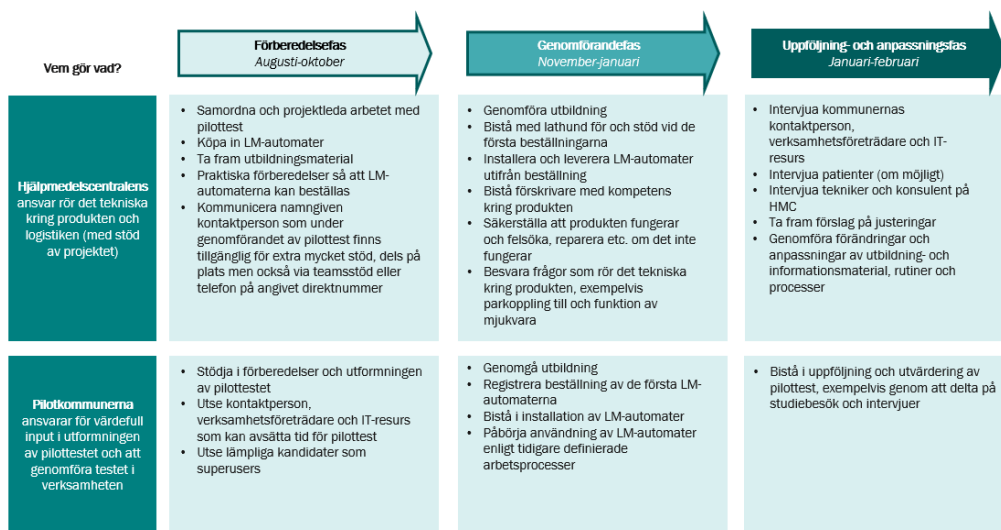 Vem gör vad?
Förberedelsefas
Augusti-oktober
Genomförandefas
November-januari
Uppföljning- och anpassningsfas
Januari-februari
Hjälpmedelscentralens
ansvar rör det tekniska
kring produkten och
logistiken (med stöd
av projektet)
• Samordna och projektleda arbetet med
pilottest
• Köpa in LM-automater
• Ta fram utbildningsmaterial
• Praktiska förberedelser så att LM-
automaterna kan beställas
• Kommunicera namngiven
kontaktperson som under
genomförandet av pilottest finns
tillgänglig för extra mycket stöd, dels på
plats men också via teamsstöd eller
telefon på angivet direktnummer
• Genomföra utbildning
• Bistå med lathund för och stöd vid de
första beställningarna
• Installera och leverera LM-automater
utifrån beställning
• Bistå förskrivare med kompetens
kring produkten
• Säkerställa att produkten fungerar
och felsöka, reparera etc. om det inte
fungerar
• Besvara frågor som rör det tekniska
kring produkten, exempelvis
parkoppling till och funktion av
mjukvara
• Intervjua kommunernas
kontaktperson,
verksamhetsföreträdare och IT-
resurs
• Intervjua patienter (om möjligt)
• Intervjua tekniker och konsulent på
HMC
• Ta fram förslag på justeringar
• Genomföra förändringar och
anpassningar av utbildning- och
informationsmaterial, rutiner och
processer
Pilotkommunerna
ansvarar för värdefull
input i utformningen
av pilottestet och att
genomföra testet i
verksamheten
• Stödja i förberedelser och utformningen
av pilottestet
• Utse kontaktperson,
verksamhetsföreträdare och IT-resurs
som kan avsätta tid för pilottest
• Utse lämpliga kandidater som
superusers
• Genomgå utbildning
• Registrera beställning av de första LM-
automaterna
• Bistå i installation av LM-automater
• Påbörja användning av LM-automater
enligt tidigare definierade
arbetsprocesser
• Bistå i uppföljning och utvärdering av
pilottest, exempelvis genom att delta på
studiebesök och intervjuer